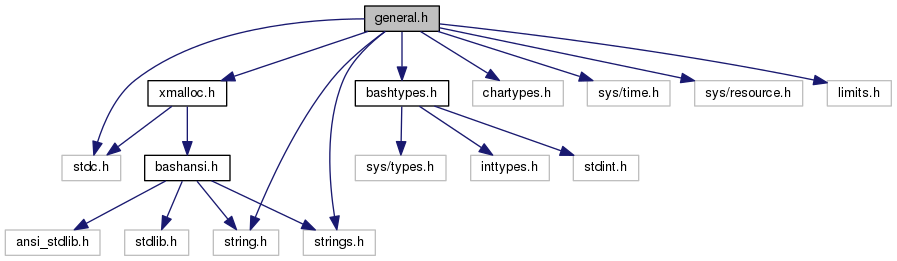 general.h
xmalloc.h
bashtypes.h
chartypes.h
sys/time.h
sys/resource.h
limits.h
stdc.h
bashansi.h
sys/types.h
inttypes.h
stdint.h
ansi_stdlib.h
stdlib.h
string.h
strings.h